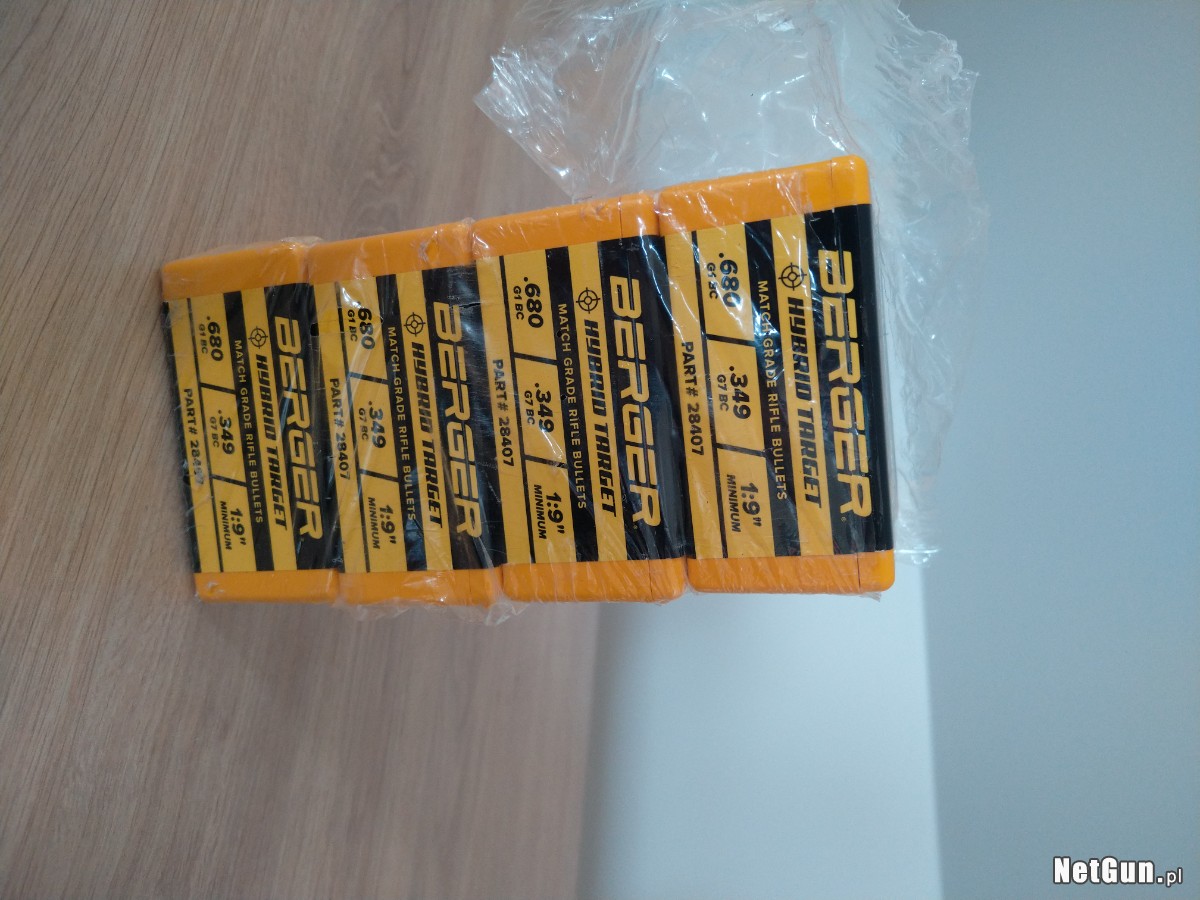 BERGER
HYBRID TARGET
MATCH GRADE RIFLE BULLETS
.680 .349 1:9"
G1 BC G7 BC MINIMUM
BERGER
HYBRID TARGET
MATCH GRADE RIFLE BULLETS
.680 .349 1:9"
G1 BC G7 BC MINIMUM
PART# 28407
BERGER
HYBRID TARGET
MATCH GRADE RIFLE BULLETS
.680 .349 1:9"
G1 BC G7 BC MINIMUM
PART# 28407
BERGER
HYBRID TARGET
MATCH GRADE RIFLE BULLETS
.680 .349 1:9"
G1 BC G7 BC MINIMUM
PART# 28407
PART#
NetGun.pl